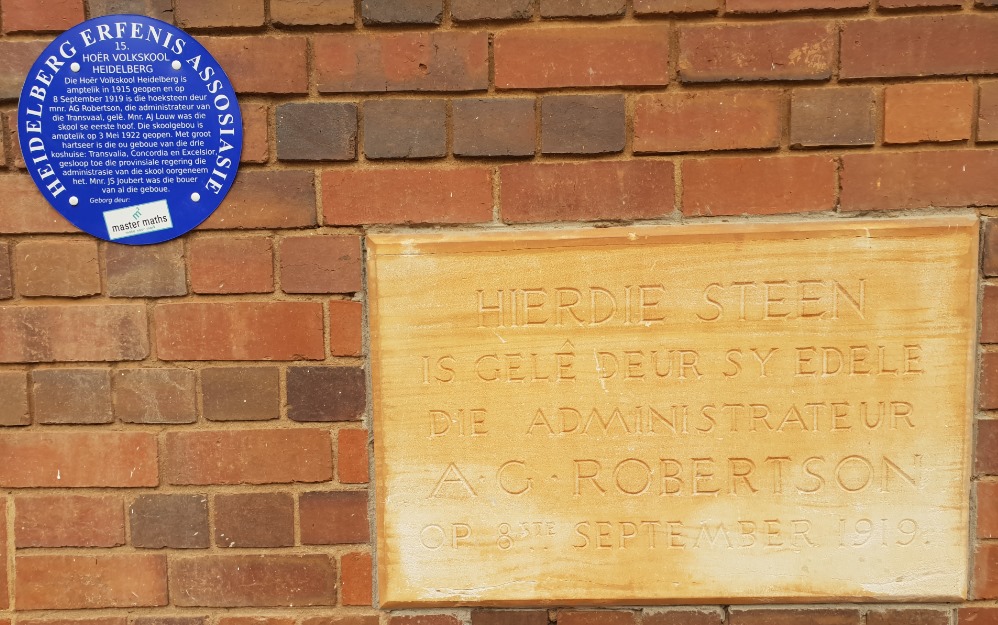 HEIDELBERG ERFENIS ASSOSIASIE
15.
HOËR VOLKSKOOL
HEIDELBERG
Die Hoër Volkskool Heidelberg is
amptelik in 1915 geopen en op
8 September 1919 is die hoeksteen deur
mnr. AG Robertson, die administrateur van
die Transvaal, gelê. Mnr. AJ Louw was die
skool se eerste hoof. Die skoolgebou is
amptelik op 3 Mei 1922 geopen. Met groot
hartseer is die ou geboue van die drie
koshuise: Transvalia, Concordia en Excelsior,
gesloop toe die provinsiale regering die
administrasie van die skool oorgeneem
het. Mnr. JS Joubert was die bouer
van al die geboue.
Geborg deur:
master maths
HIERDIE STEEN
IS GELÊ DEUR SY EDELE
DIE ADMINISTRATEUR
A·G·ROBERTSON
OP 8STE SEPTEMBER 1919.